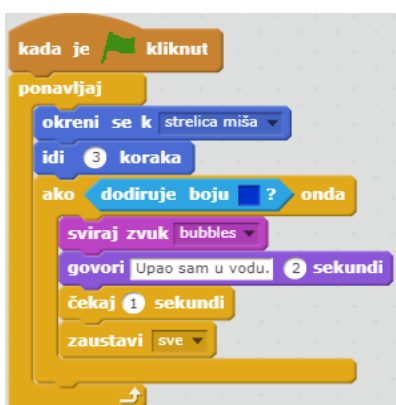 kada je kliknut
ponavljaj
okreni se k strelica miša
idi 3 koraka
ako dodiruje boju ? onda
sviraj zvuk bubbles
govori Upao sam u vodu. 2 sekundi
čekaj 1 sekundi
zaustavi sve